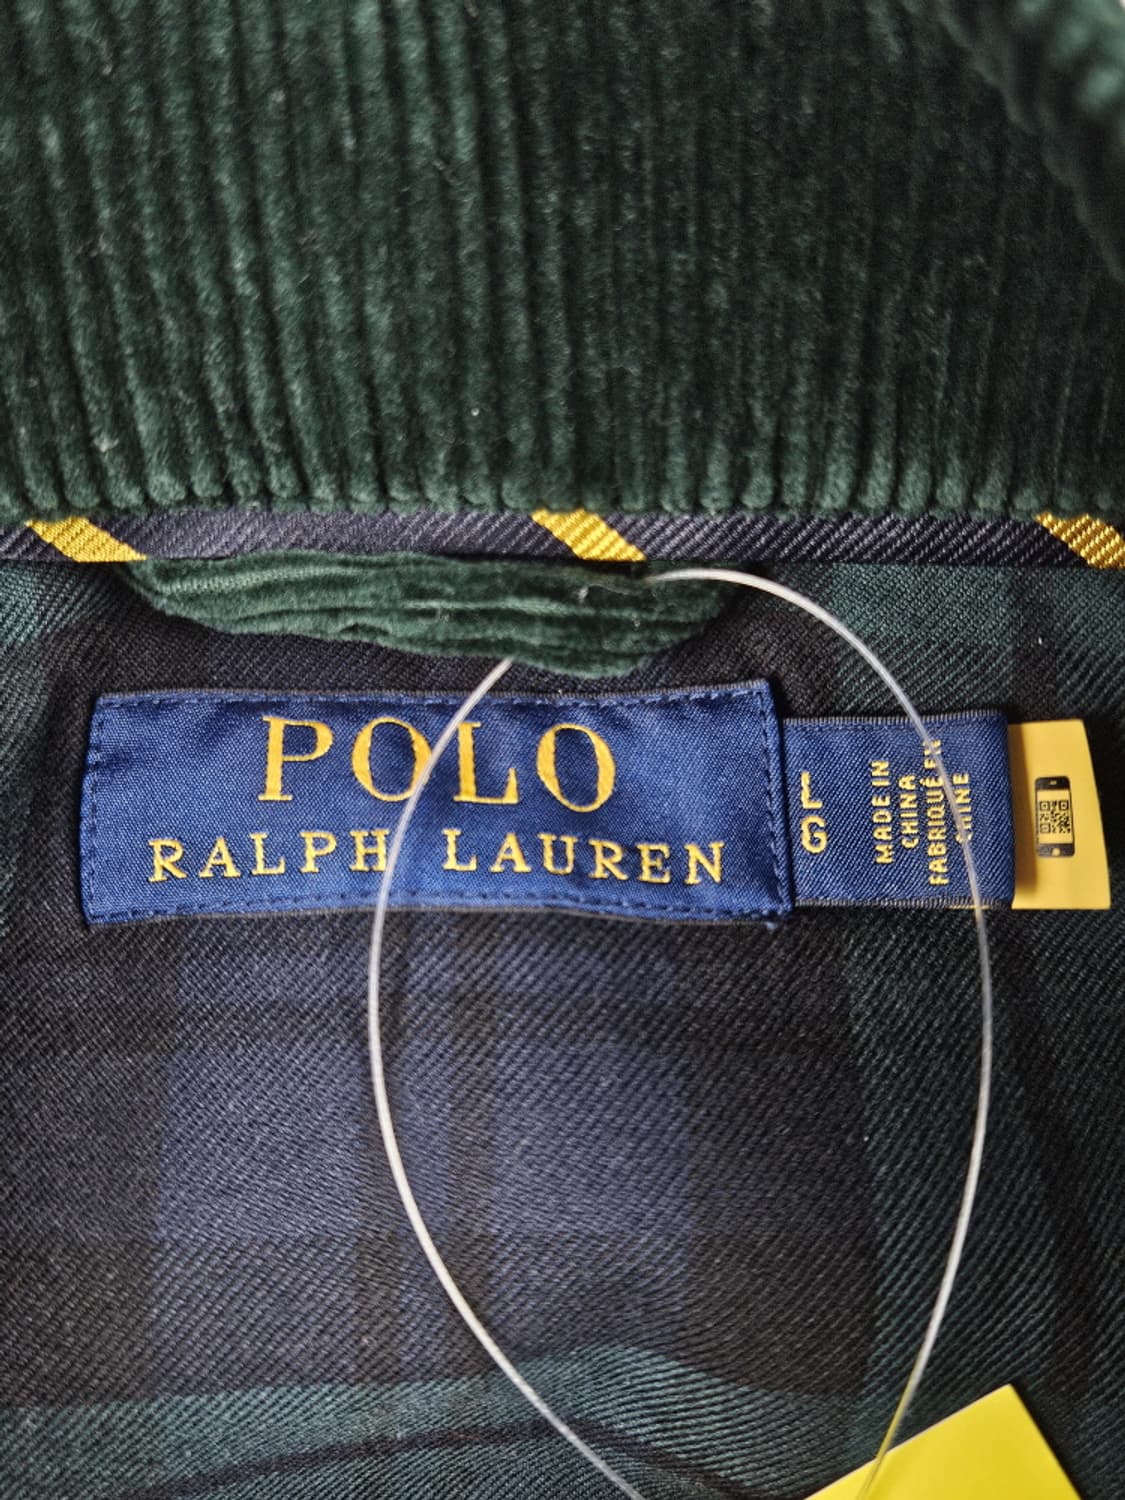 POLO
RALPH LAUREN
L
G
MADE IN
CHINA
FABRIQUÉ EN
CHINE